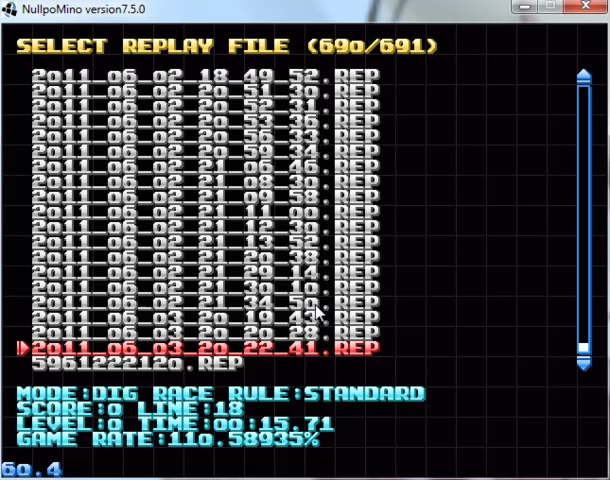 NullpoMino version7.5.0
SELECT REPLAY FILE (690/691)
2011_06_02_18_49_52.REP
2011_06_02_20_51_30.REP
2011_06_02_20_52_31.REP
2011_06_02_20_53_36.REP
2011_06_02_20_56_33.REP
2011_06_02_20_59_34.REP
2011_06_02_21_06_46.REP
2011_06_02_21_08_30.REP
2011_06_02_21_09_58.REP
2011_06_02_21_11_00.REP
2011_06_02_21_12_30.REP
2011_06_02_21_13_52.REP
2011_06_02_21_20_38.REP
2011_06_02_21_29_14.REP
2011_06_02_21_30_10.REP
2011_06_02_21_34_50.REP
2011_06_03_20_19_43.REP
2011_06_03_20_20_28.REP
2011_06_03_20_22_41.REP
5961222120.REP
MODE:DIG RACE RULE:STANDARD
SCORE:0 LINE:18
LEVEL:0 TIME:00:15.71
GAME RATE:110.58935%
60.4